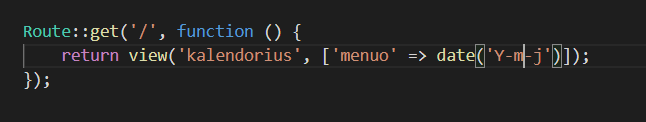 Route::get('/', function () {
    return view('kalendorius', ['menuo' => date('Y-m-j')]);
});